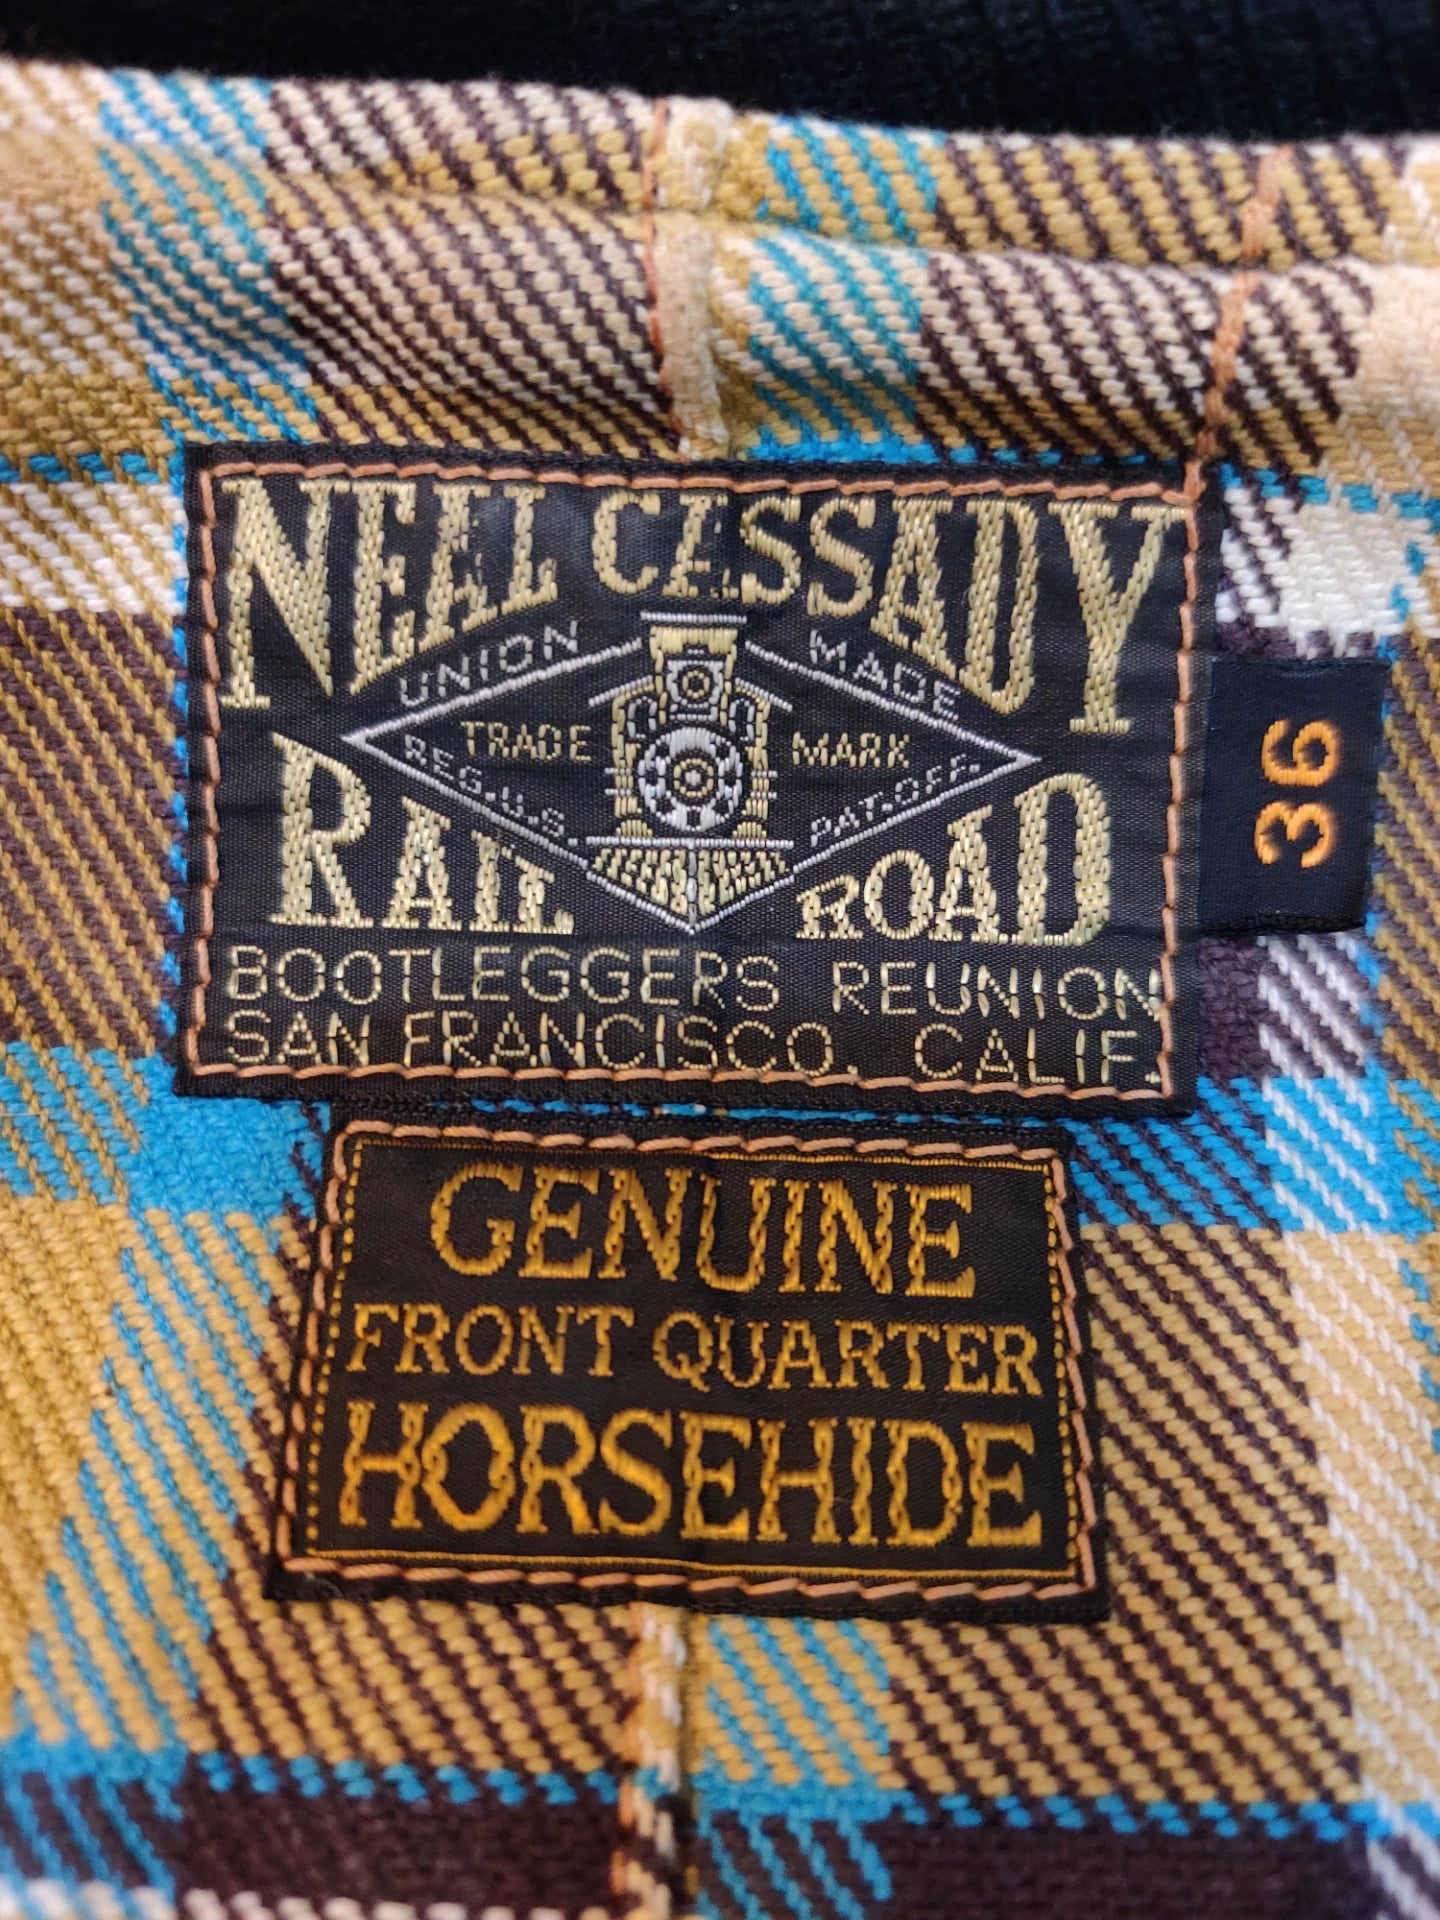 NEAL CASSADY
UNION MADE
TRADE MARK
REG.U.S. PAT.OFF.
RAIL ROAD
BOOTLEGGERS REUNION
SAN FRANCISCO, CALIF.
36
GENUINE
FRONT QUARTER
HORSEHIDE